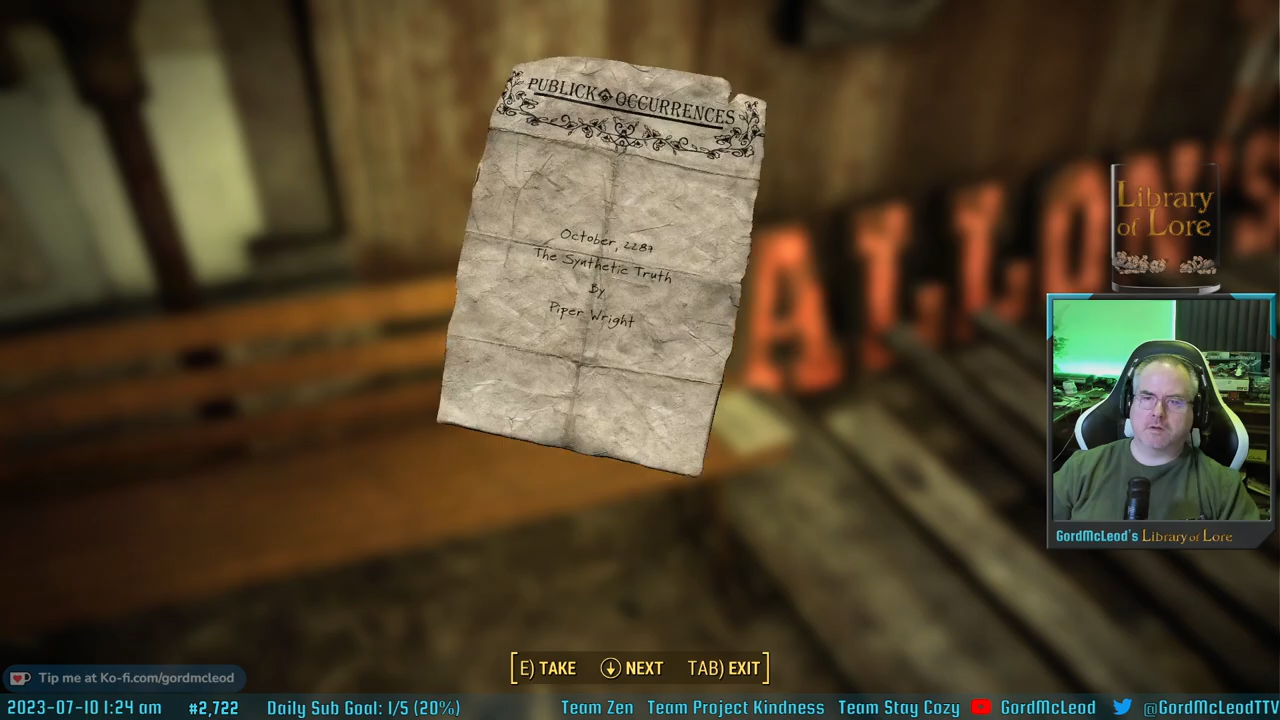 PUBLICK OCCURRENCES
October, 2287
The Synthetic Truth
By
Piper Wright
ALLON'S
Library
of Lore
GordMcLeod's Library of Lore
E) TAKE
NEXT
TAB) EXIT
Tip me at Ko-fi.com/gordmcleod
2023-07-10 1:24 am #2,722 Daily Sub Goal: 1/5 (20%) Team Zen Team Project Kindness Team Stay Cozy GordMcLeod @GordMcLeodTTV